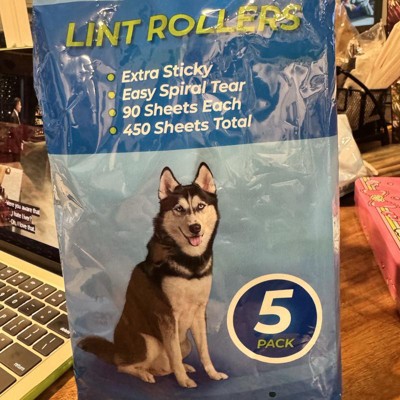 LINT ROLLERS
Extra Sticky
Easy Spiral Tear
90 Sheets Each
450 Sheets Total
5
PACK